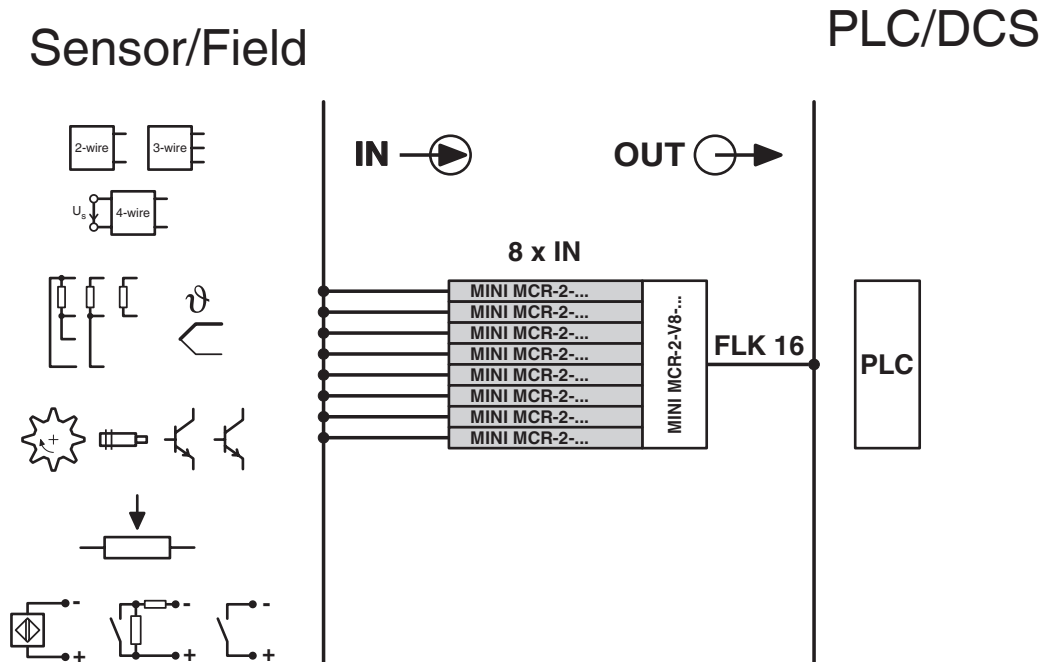 Sensor/Field
PLC/DCS
2-wire
3-wire
Us
4-wire
IN
OUT
8 x IN
MINI MCR-2-...
MINI MCR-2-...
MINI MCR-2-...
MINI MCR-2-...
MINI MCR-2-...
MINI MCR-2-...
MINI MCR-2-...
MINI MCR-2-...
MINI MCR-2-V8-...
FLK 16
PLC
ϑ
-
+
-
+
-
+